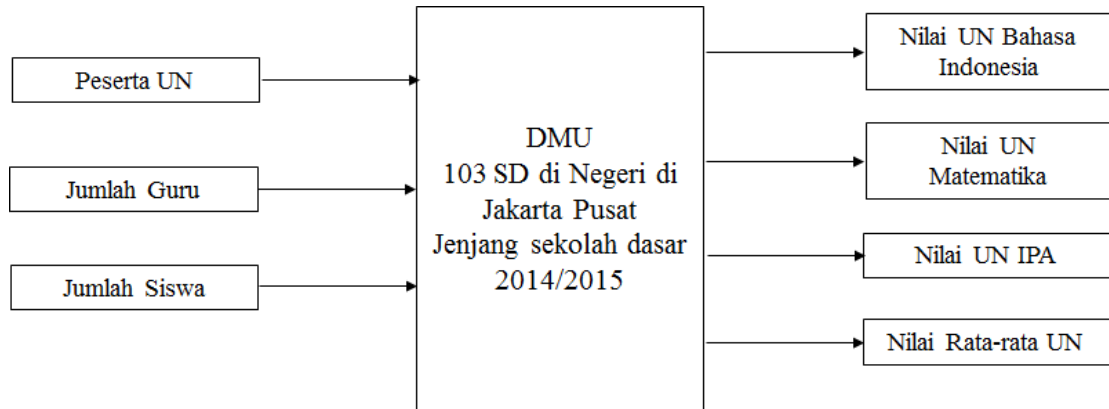 Peserta UN
Jumlah Guru
Jumlah Siswa
DMU
103 SD di Negeri di
Jakarta Pusat
Jenjang sekolah dasar
2014/2015
Nilai UN Bahasa
Indonesia
Nilai UN
Matematika
Nilai UN IPA
Nilai Rata-rata UN